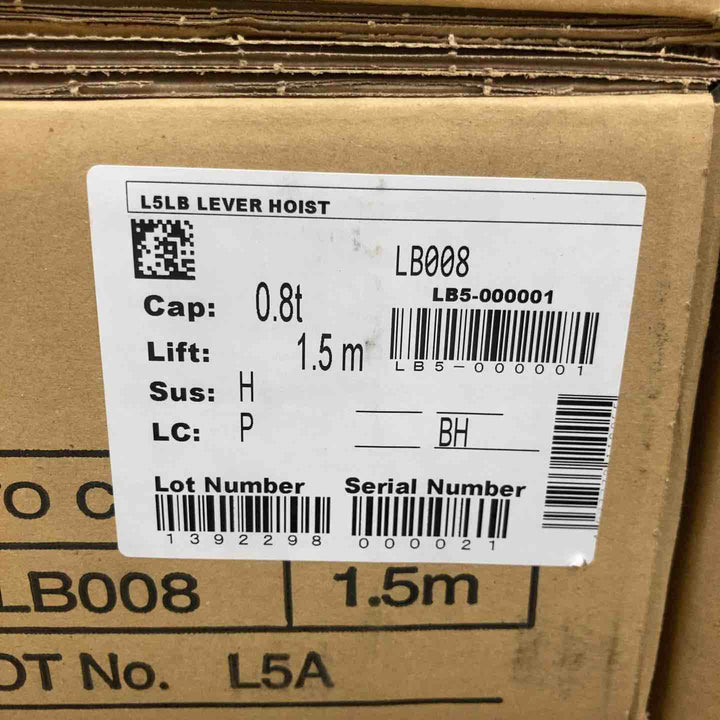 L5LB LEVER HOIST
LB008
LB5-000001
Cap: 0.8t
LB5-000001
Lift: 1.5 m
Sus: H
LC: P BH
Lot Number Serial Number
1392298 000021
LB008 1.5m
No. L5A